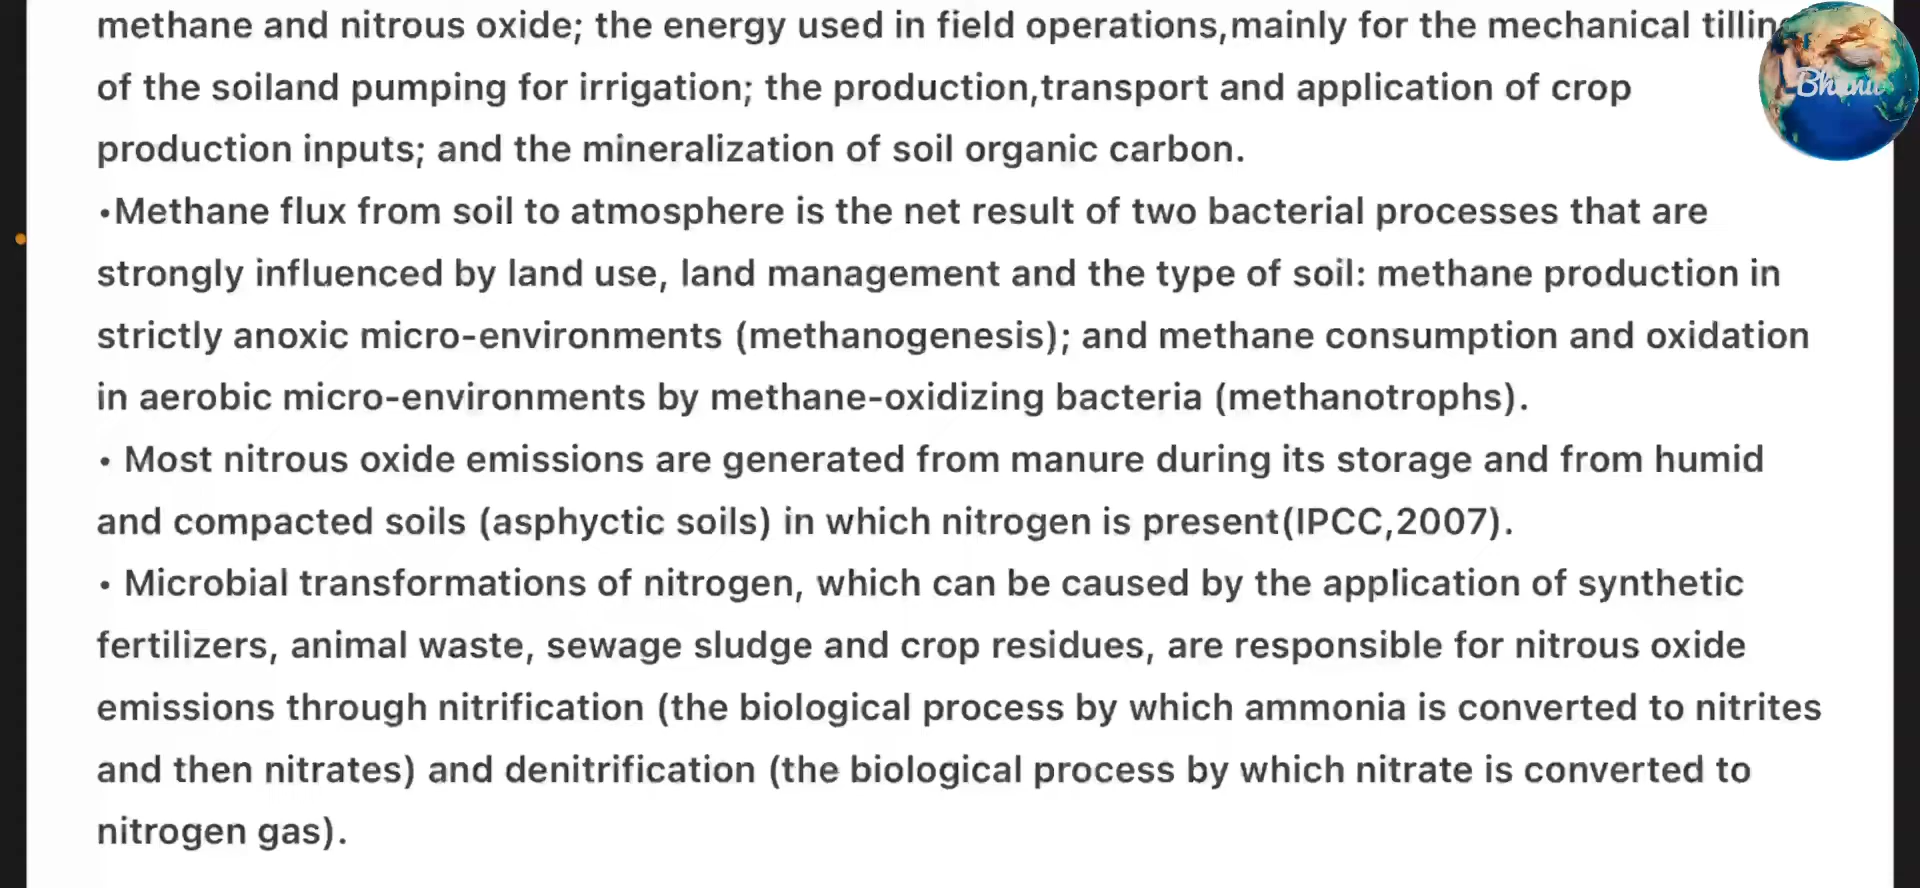 methane and nitrous oxide; the energy used in field operations,mainly for the mechanical
of the soiland pumping for irrigation; the production,transport and application of crop
production inputs; and the mineralization of soil organic carbon.
•Methane flux from soil to atmosphere is the net result of two bacterial processes that are
strongly influenced by land use, land management and the type of soil: methane production in
strictly anoxic micro-environments (methanogenesis); and methane consumption and oxidation
in aerobic micro-environments by methane-oxidizing bacteria (methanotrophs).
• Most nitrous oxide emissions are generated from manure during its storage and from humid
and compacted soils (asphyctic soils) in which nitrogen is present(IPCC,2007).
• Microbial transformations of nitrogen, which can be caused by the application of synthetic
fertilizers, animal waste, sewage sludge and crop residues, are responsible for nitrous oxide
emissions through nitrification (the biological process by which ammonia is converted to nitrites
and then nitrates) and denitrification (the biological process by which nitrate is converted to
nitrogen gas).